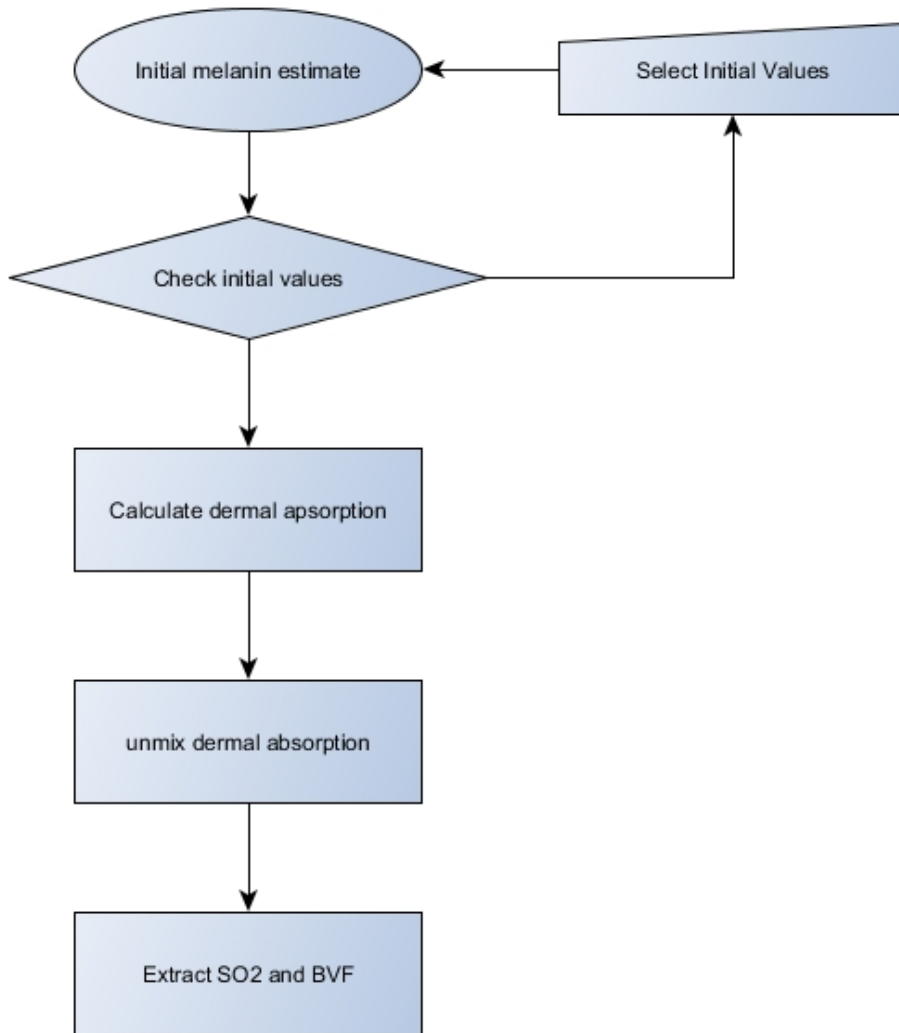 Initial melanin estimate
Select Initial Values
Check initial values
Calculate dermal apsorption
unmix dermal absorption
Extract SO2 and BVF